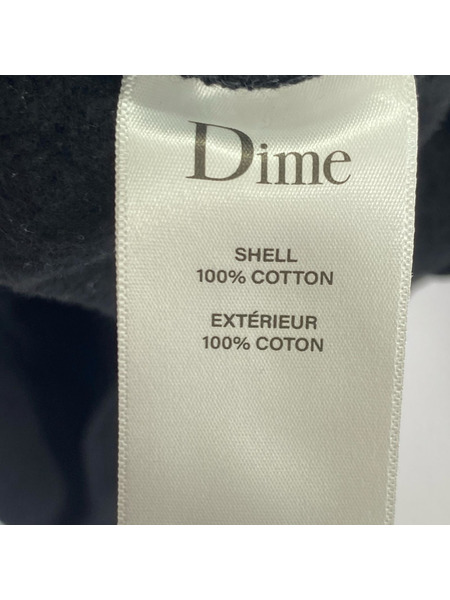 Dime
SHELL
100% COTTON
EXTÉRIEUR
100% COTON